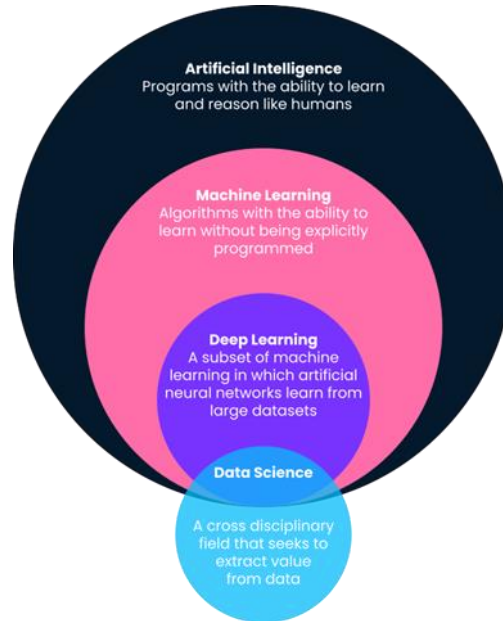 Artificial Intelligence
Programs with the ability to learn
and reason like humans
Machine Learning
Algorithms with the ability to
learn without being explicitly
programmed
Deep Learning
A subset of machine
learning in which artificial
neural networks learn from
large datasets
Data Science
A cross disciplinary
field that seeks to
extract value
from data